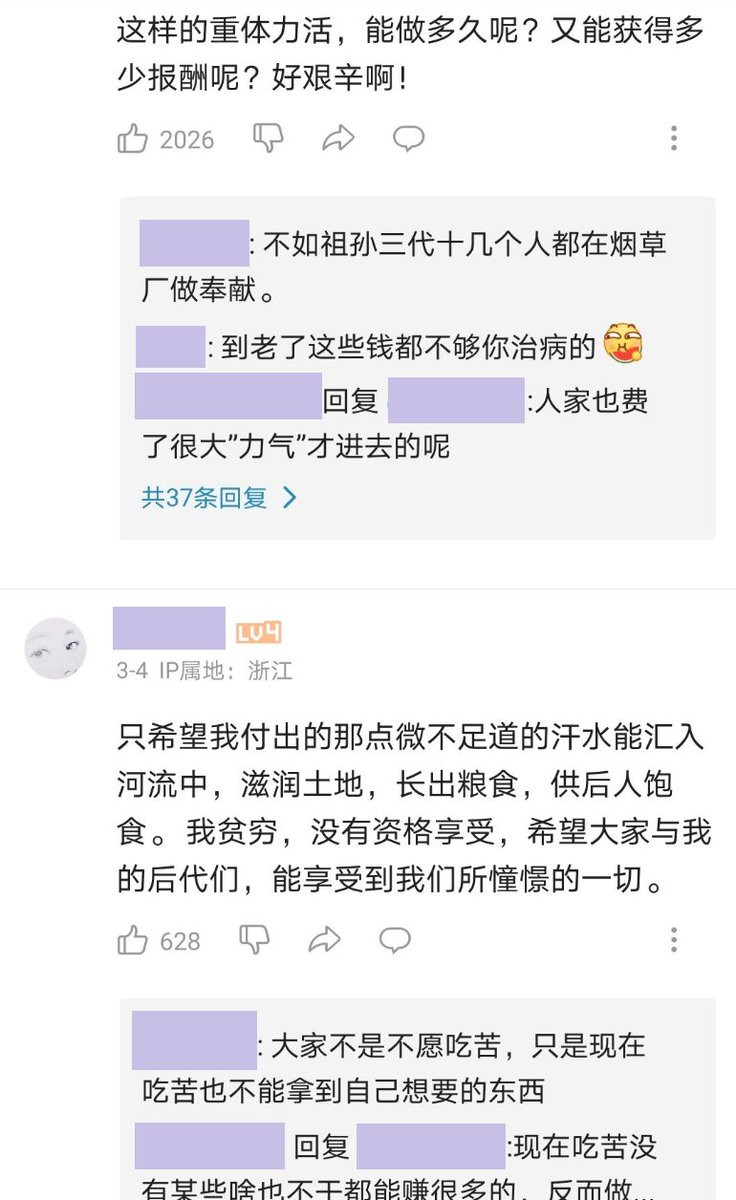 这样的重体力活，能做多久呢？又能获得多
少报酬呢？好艰辛啊！
2026
: 不如祖孙三代十几个人都在烟草
厂做奉献。
: 到老了这些钱都不够你治病的
回复 :人家也费
了很大”力气”才进去的呢
共37条回复
LV4
3-4 IP属地：浙江
只希望我付出的那点微不足道的汗水能汇入
河流中，滋润土地，长出粮食，供后人饱
食。我贫穷，没有资格享受，希望大家与我
的后代们，能享受到我们所憧憬的一切。
628
: 大家不是不愿吃苦，只是现在
吃苦也不能拿到自己想要的东西
回复 :现在吃苦没
有某些啥也不干都能赚很多的，反而做...